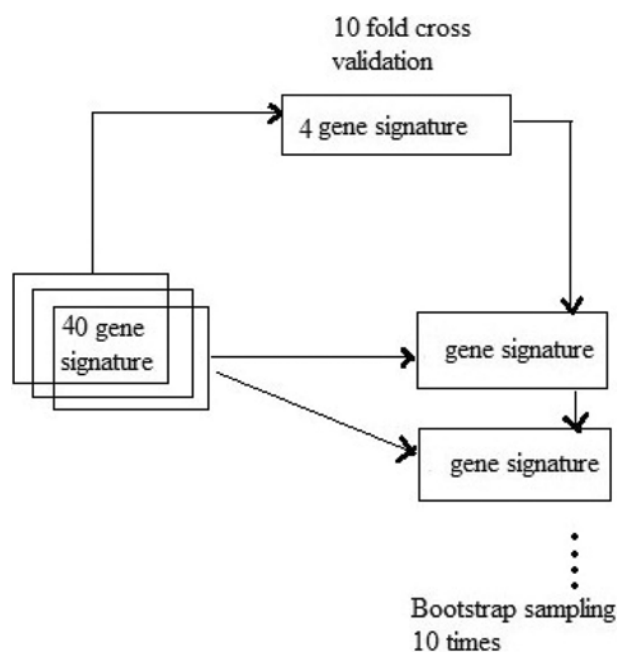 10 fold cross
validation
4 gene signature
40 gene
signature
gene signature
gene signature
Bootstrap sampling
10 times